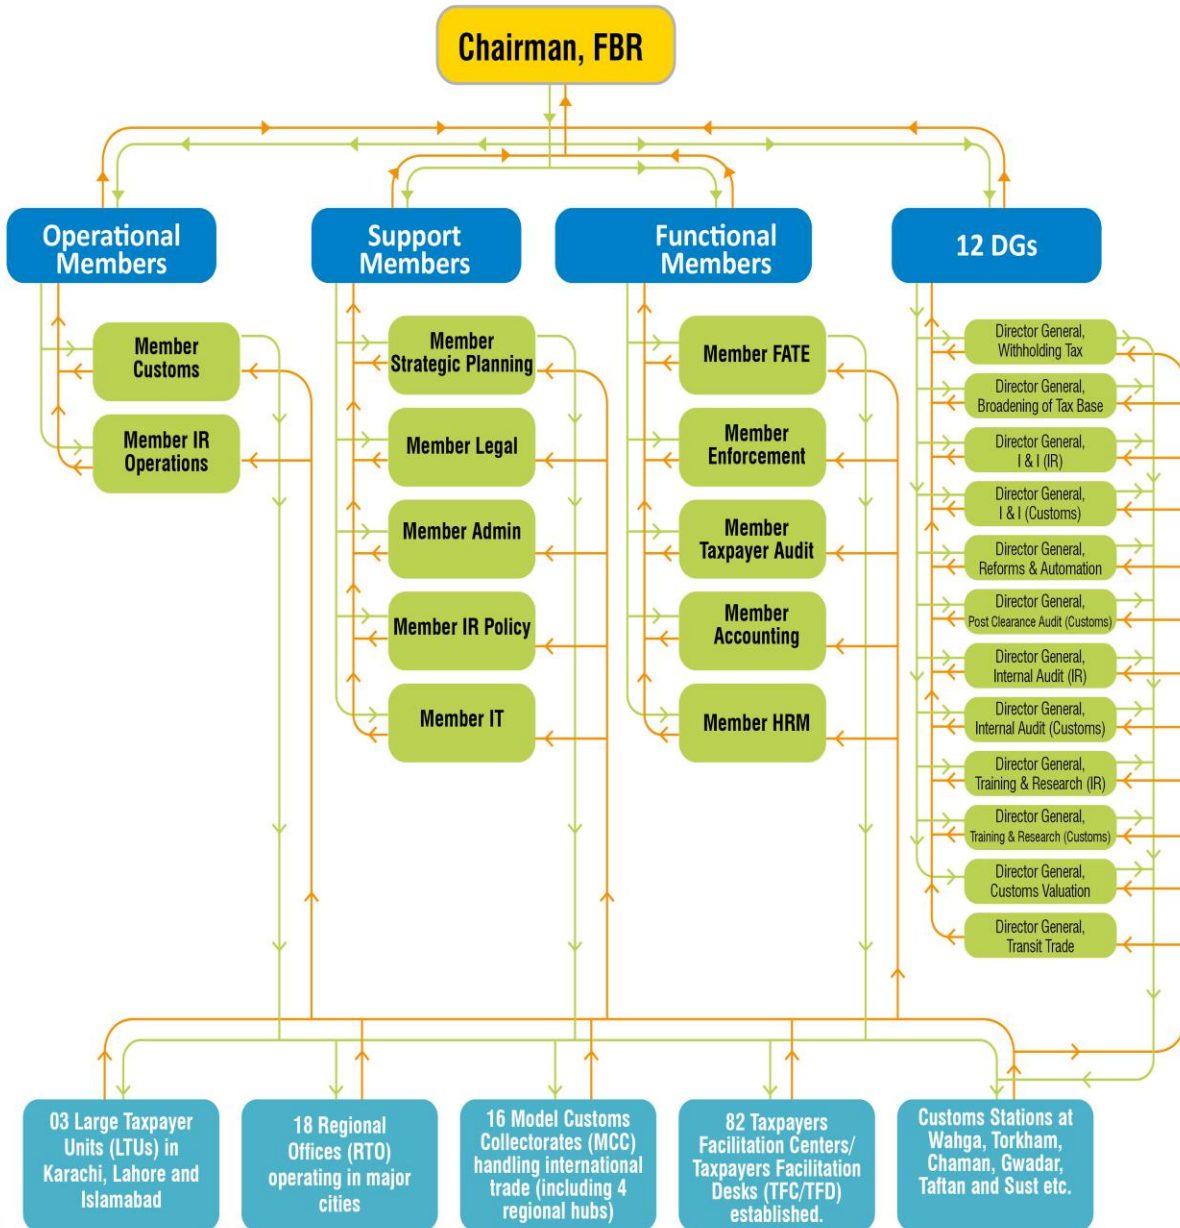 Chairman, FBR
Operational
Members
Support
Members
Functional
Members
12 DGs
Member
Customs
Member IR
Operations
Member
Strategic Planning
Member Legal
Member Admin
Member IR Policy
Member IT
Member FATE
Member
Enforcement
Member
Taxpayer Audit
Member
Accounting
Member HRM
Director General,
Withholding Tax
Director General,
Broadening of Tax Base
Director General,
I & I (IR)
Director General,
I & I (Customs)
Director General,
Reforms & Automation
Director General,
Post Clearance Audit (Customs)
Director General,
Internal Audit (IR)
Director General,
Internal Audit (Customs)
Director General,
Training & Research (IR)
Director General,
Training & Research (Customs)
Director General,
Customs Valuation
Director General,
Transit Trade
03 Large Taxpayer
Units (LTUs) in
Karachi, Lahore and
Islamabad
18 Regional
Offices (RTO)
operating in major
cities
16 Model Customs
Collectorates (MCC)
handling international
trade (including 4
regional hubs)
82 Taxpayers
Facilitation Centers/
Taxpayers Facilitation
Desks (TFC/TFD)
established.
Customs Stations at
Wahga, Torkham,
Chaman, Gwadar,
Taftan and Sust etc.